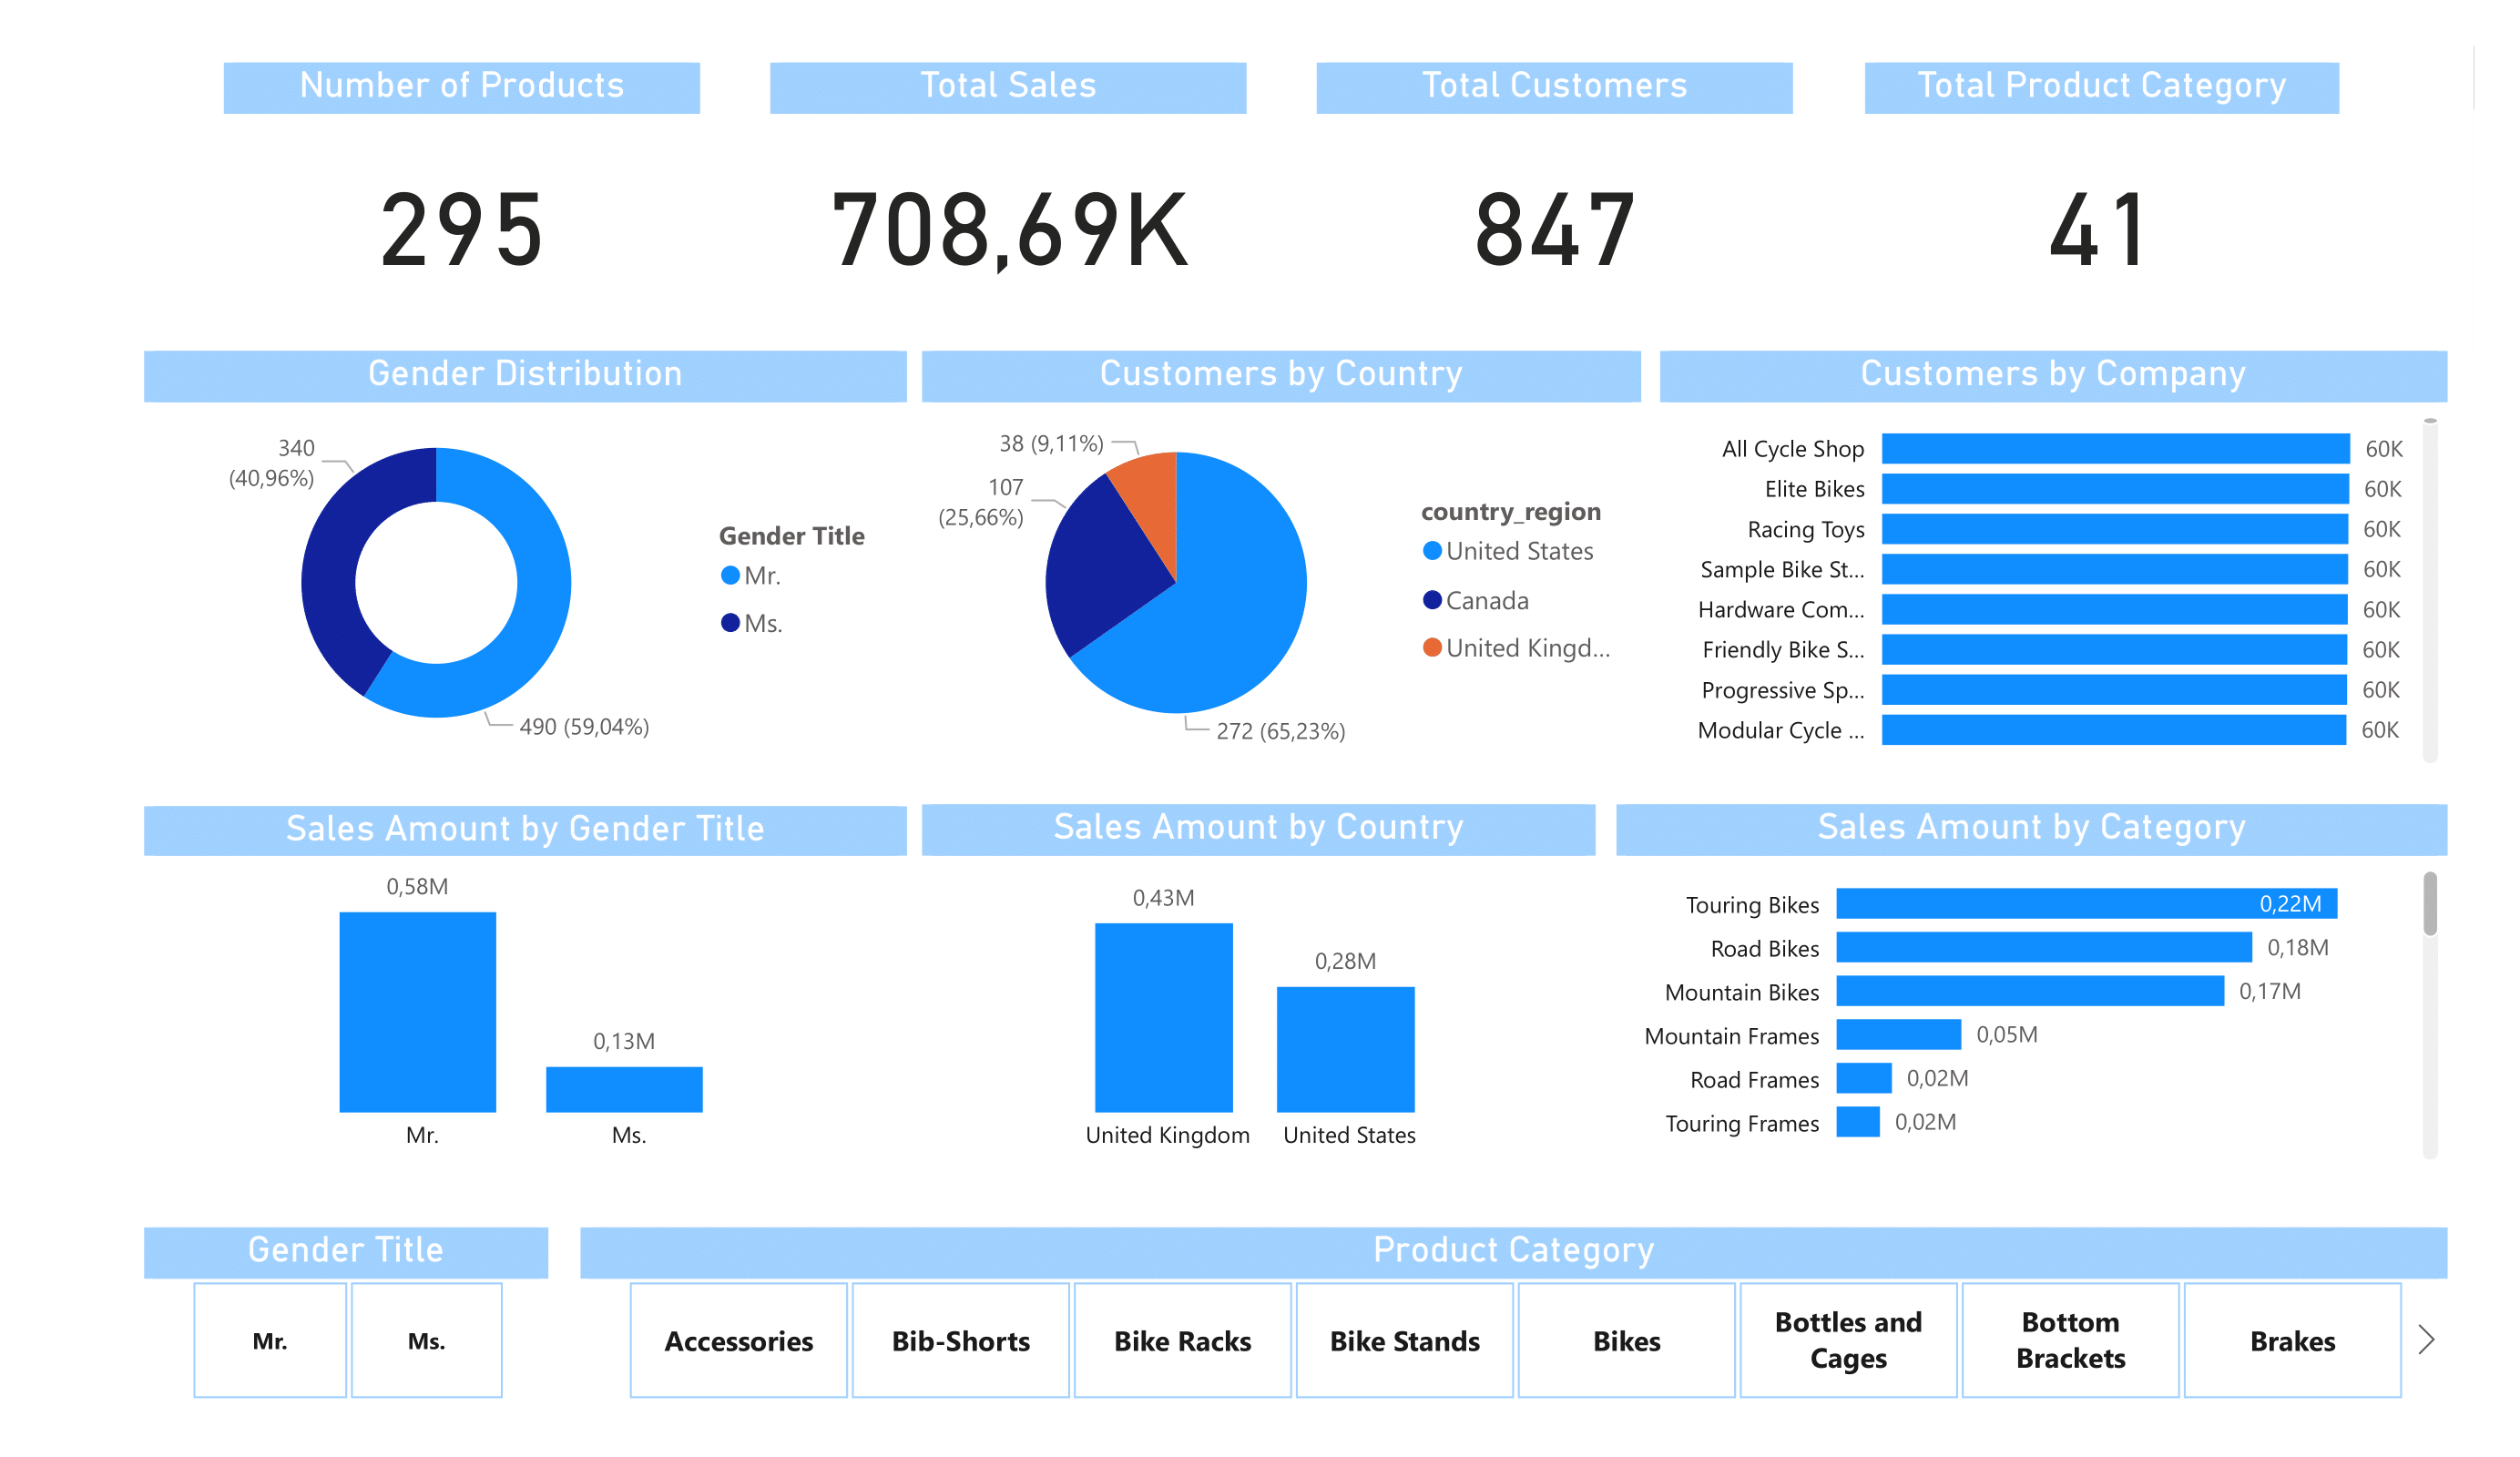 Number of Products
Total Sales
Total Customers
Total Product Category
295
708,69K
847
41
Gender Distribution
340
(40,96%)
490 (59,04%)
Gender Title
Mr.
Ms.
Customers by Country
38 (9,11%)
107
(25,66%)
272 (65,23%)
country_region
United States
Canada
United Kingd...
Customers by Company
All Cycle Shop 60K
Elite Bikes 60K
Racing Toys 60K
Sample Bike St... 60K
Hardware Com... 60K
Friendly Bike S... 60K
Progressive Sp... 60K
Modular Cycle ... 60K
Sales Amount by Gender Title
0,58M
0,13M
Mr.
Ms.
Sales Amount by Country
0,43M
0,28M
United Kingdom
United States
Sales Amount by Category
Touring Bikes 0,22M
Road Bikes 0,18M
Mountain Bikes 0,17M
Mountain Frames 0,05M
Road Frames 0,02M
Touring Frames 0,02M
Gender Title
Mr.
Ms.
Product Category
Accessories
Bib-Shorts
Bike Racks
Bike Stands
Bikes
Bottles and
Cages
Bottom
Brackets
Brakes